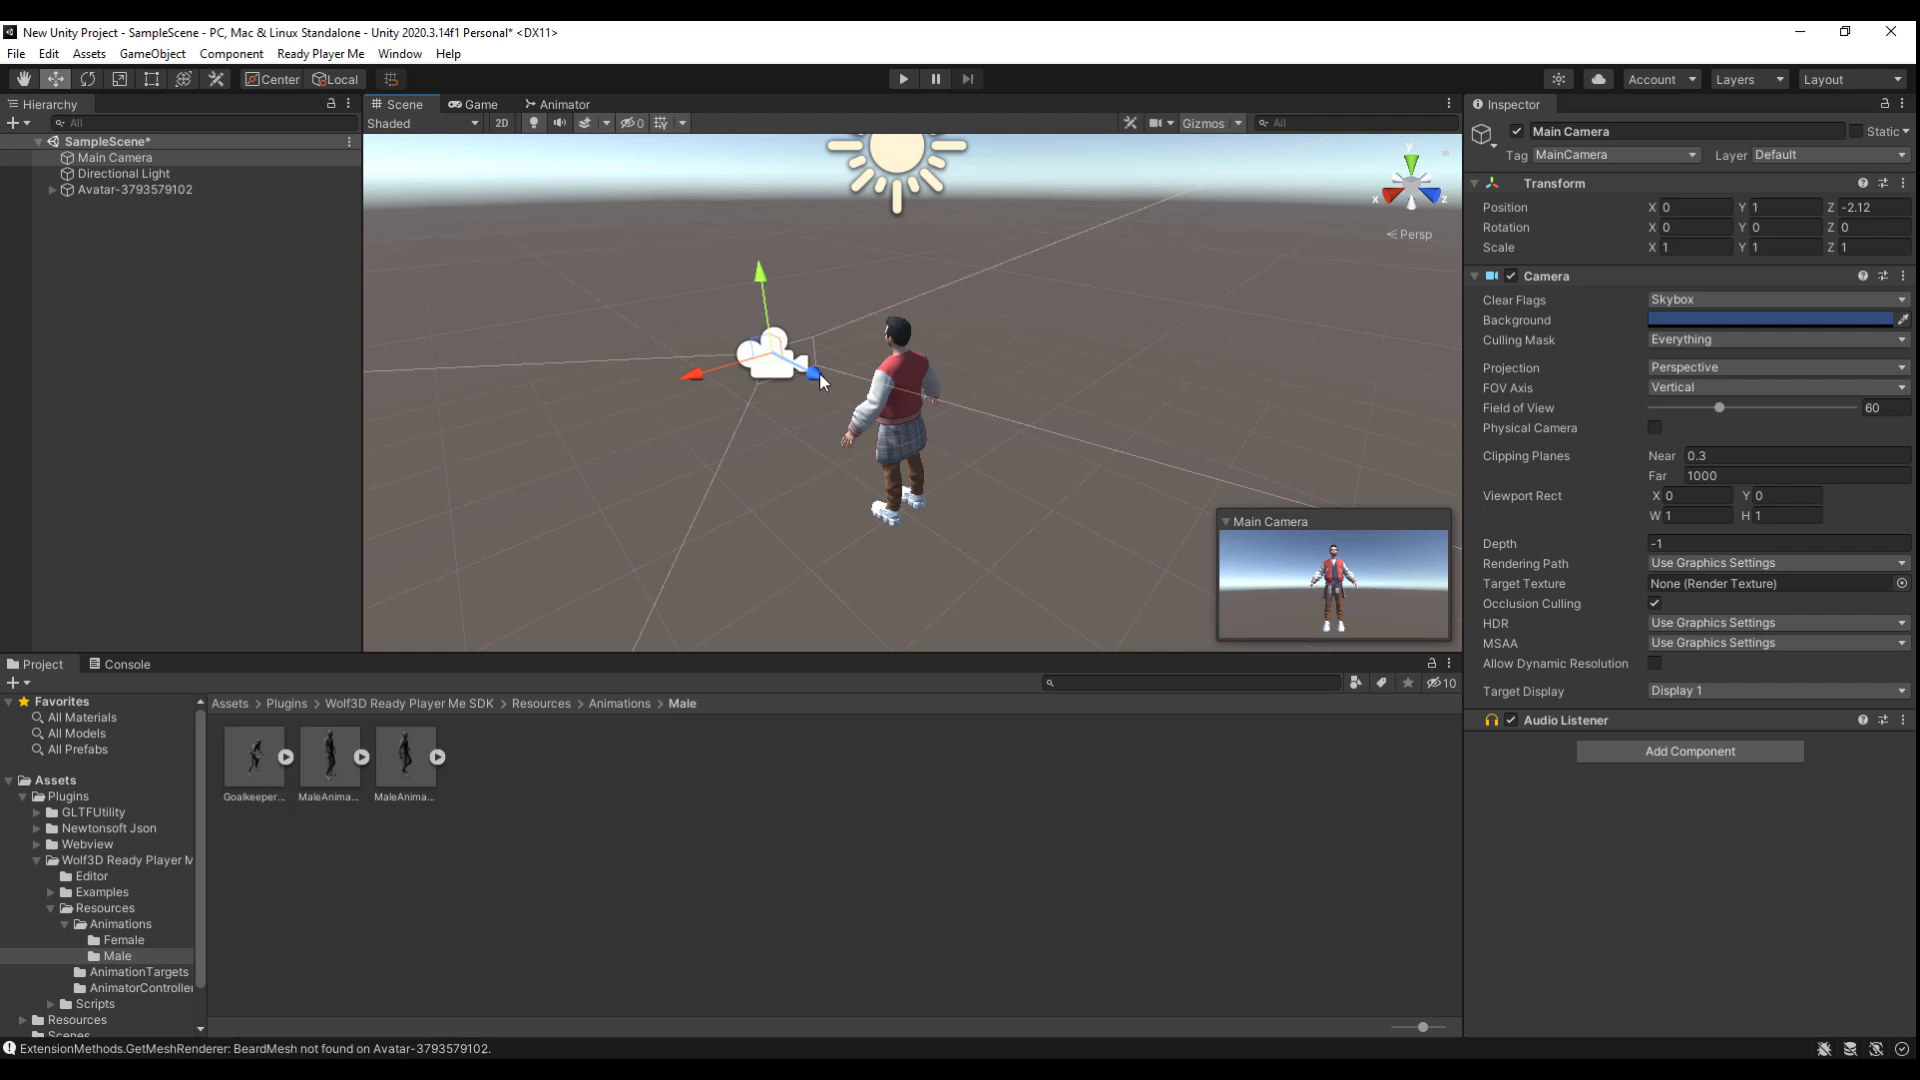 New Unity Project - SampleScene - PC, Mac & Linux Standalone - Unity 2020.3.14f1 Personal* <DX11>
File Edit Assets GameObject Component Ready Player Me Window Help
Center Local Account Layers Layout
Hierarchy
All
SampleScene*
Main Camera
Directional Light
Avatar-3793579102
Scene Game Animator
Shaded 2D 0 Gizmos All
y
x z
Persp
Main Camera
Inspector
Main Camera Static
Tag MainCamera Layer Default
Transform
Position X 0 Y 1 Z -2.12
Rotation X 0 Y 0 Z 0
Scale X 1 Y 1 Z 1
Camera
Clear Flags Skybox
Background
Culling Mask Everything
Projection Perspective
FOV Axis Vertical
Field of View 60
Physical Camera
Clipping Planes Near 0.3
Far 1000
Viewport Rect X 0 Y 0
W 1 H 1
Depth -1
Rendering Path Use Graphics Settings
Target Texture None (Render Texture)
Occlusion Culling
HDR Use Graphics Settings
MSAA Use Graphics Settings
Allow Dynamic Resolution
Target Display Display 1
Audio Listener
Add Component
Project Console
10
Favorites
All Materials
All Models
All Prefabs
Assets
Plugins
GLTFUtility
Newtonsoft Json
Webview
Wolf3D Ready Player M
Editor
Examples
Resources
Animations
Female
Male
AnimationTargets
AnimatorController
Scripts
Resources
Scenes
Assets > Plugins > Wolf3D Ready Player Me SDK > Resources > Animations > Male
Goalkeeper... MaleAnima... MaleAnima...
ExtensionMethods.GetMeshRenderer: BeardMesh not found on Avatar-3793579102.